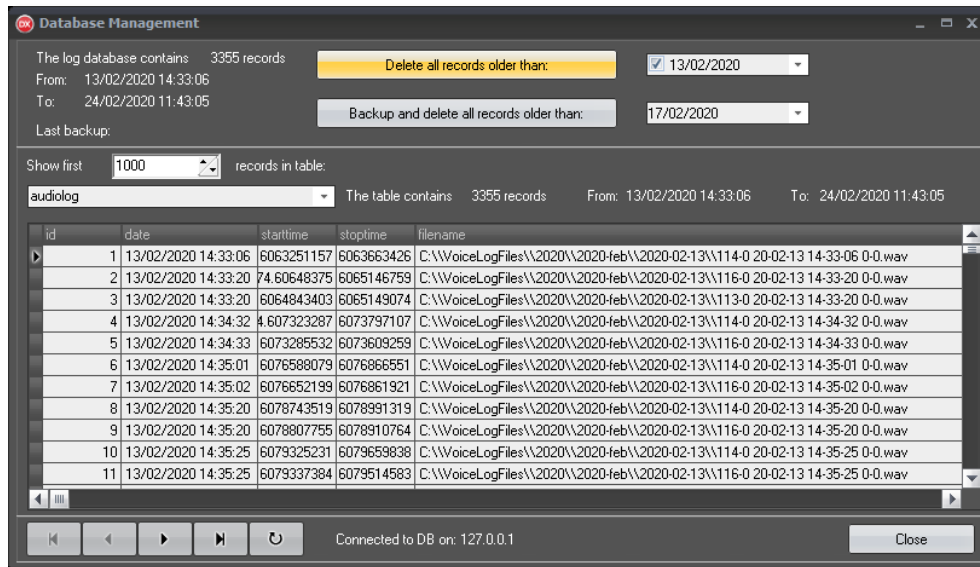 DX Database Management
The log database contains 3355 records
From: 13/02/2020 14:33:06
To: 24/02/2020 11:43:05
Last backup:
Delete all records older than: 13/02/2020
Backup and delete all records older than: 17/02/2020
Show first 1000 records in table:
audiolog The table contains 3355 records From: 13/02/2020 14:33:06 To: 24/02/2020 11:43:05
id date starttime stoptime filename
1 13/02/2020 14:33:06 6063251157 6063663426 C:\\VoiceLogFiles\\2020\\2020-feb\\2020-02-13\\114-0 20-02-13 14-33-06 0-0.wav
2 13/02/2020 14:33:20 74.60648375 6065146759 C:\\VoiceLogFiles\\2020\\2020-feb\\2020-02-13\\116-0 20-02-13 14-33-20 0-0.wav
3 13/02/2020 14:33:20 6064843403 6065149074 C:\\VoiceLogFiles\\2020\\2020-feb\\2020-02-13\\113-0 20-02-13 14-33-20 0-0.wav
4 13/02/2020 14:34:32 4.607323287 6073797107 C:\\VoiceLogFiles\\2020\\2020-feb\\2020-02-13\\114-0 20-02-13 14-34-32 0-0.wav
5 13/02/2020 14:34:33 6073285532 6073609259 C:\\VoiceLogFiles\\2020\\2020-feb\\2020-02-13\\116-0 20-02-13 14-34-33 0-0.wav
6 13/02/2020 14:35:01 6076588079 6076866551 C:\\VoiceLogFiles\\2020\\2020-feb\\2020-02-13\\114-0 20-02-13 14-35-01 0-0.wav
7 13/02/2020 14:35:02 6076652199 6076861921 C:\\VoiceLogFiles\\2020\\2020-feb\\2020-02-13\\116-0 20-02-13 14-35-02 0-0.wav
8 13/02/2020 14:35:20 6078743519 6078991319 C:\\VoiceLogFiles\\2020\\2020-feb\\2020-02-13\\114-0 20-02-13 14-35-20 0-0.wav
9 13/02/2020 14:35:20 6078807755 6078910764 C:\\VoiceLogFiles\\2020\\2020-feb\\2020-02-13\\116-0 20-02-13 14-35-20 0-0.wav
10 13/02/2020 14:35:25 6079325231 6079659838 C:\\VoiceLogFiles\\2020\\2020-feb\\2020-02-13\\114-0 20-02-13 14-35-25 0-0.wav
11 13/02/2020 14:35:25 6079337384 6079514583 C:\\VoiceLogFiles\\2020\\2020-feb\\2020-02-13\\116-0 20-02-13 14-35-25 0-0.wav
Connected to DB on: 127.0.0.1 Close